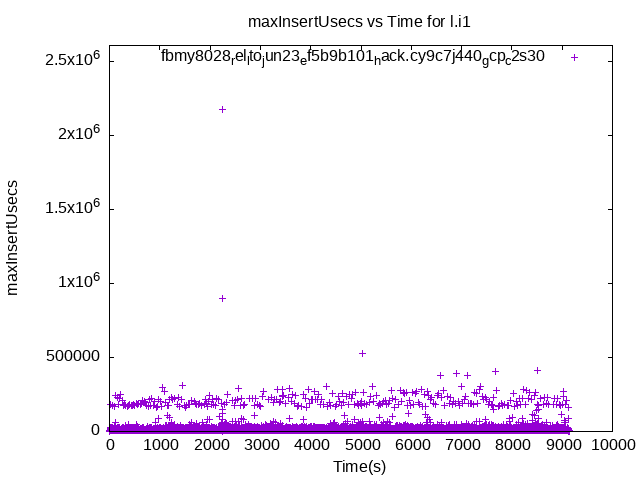 maxInsertUsecs vs Time for l.i1
fbmy8028rel_lto_jun23_ef5b9b101_hack.cy9c7j440_gcp_c2s30
2.5x10^6
2x10^6
1.5x10^6
1x10^6
500000
0
maxInsertUsecs
0 1000 2000 3000 4000 5000 6000 7000 8000 9000 10000
Time(s)